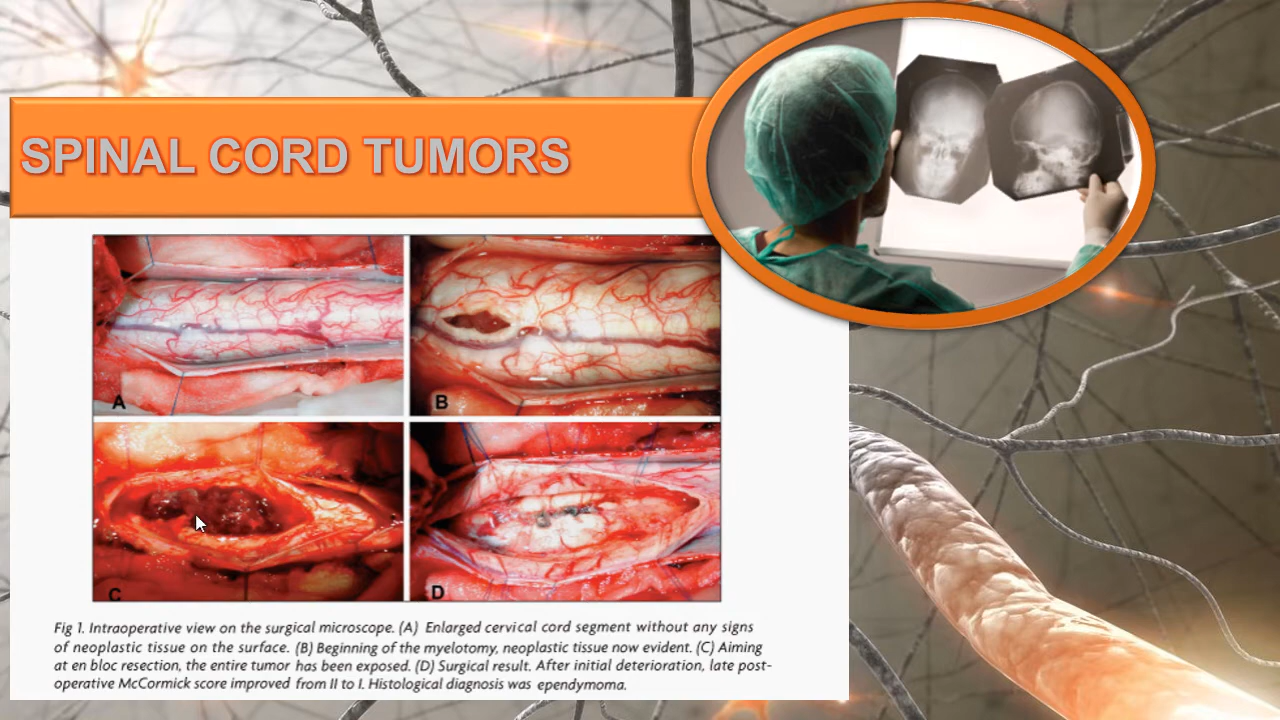 SPINAL CORD TUMORS
A
B
C
D
Fig 1. Intraoperative view on the surgical microscope. (A) Enlarged cervical cord segment without any signs
of neoplastic tissue on the surface. (B) Beginning of the myelotomy, neoplastic tissue now evident. (C) Aiming
at en bloc resection, the entire tumor has been exposed. (D) Surgical result. After initial deterioration, late post-
operative McCormick score improved from II to I. Histological diagnosis was ependymoma.